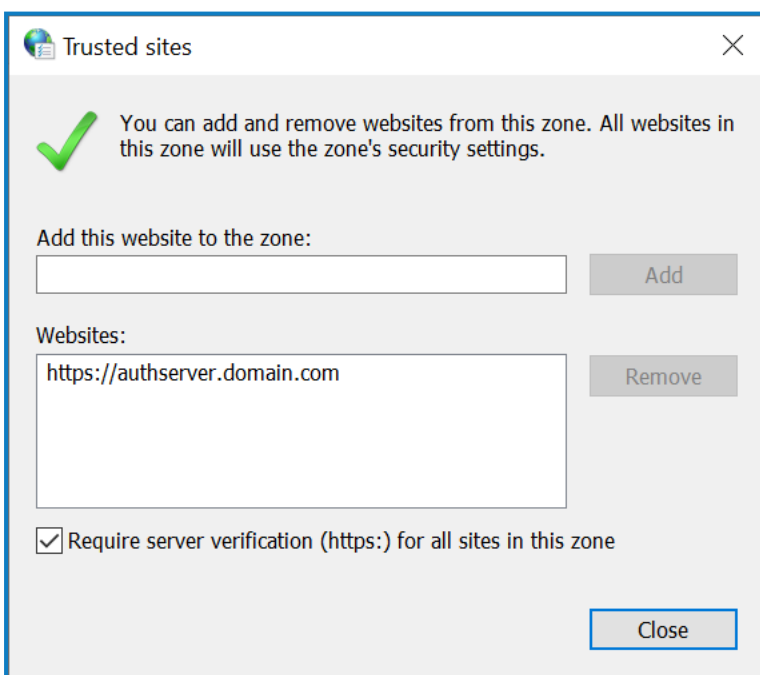 Trusted sites
You can add and remove websites from this zone. All websites in
this zone will use the zone's security settings.
Add this website to the zone:
Add
Websites:
https://authserver.domain.com
Remove
Require server verification (https:) for all sites in this zone
Close